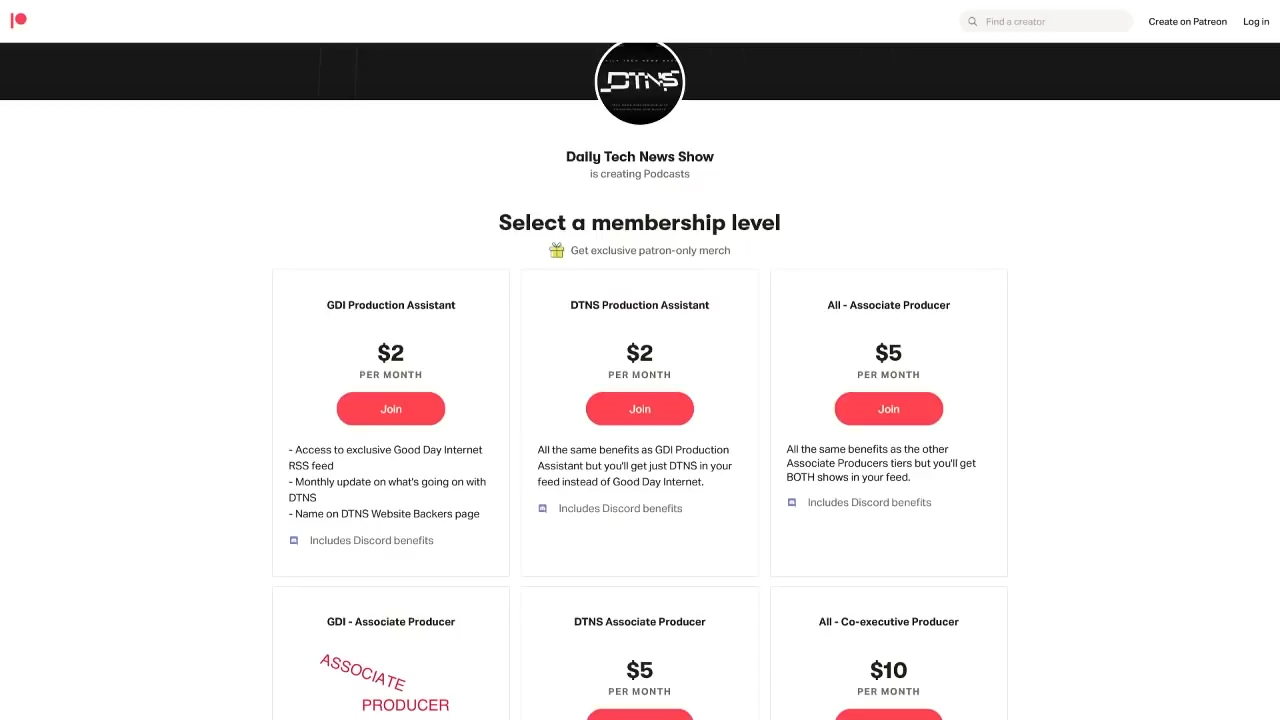 Find a creator
Create on Patreon
Log in
DTNS
Daily Tech News Show
is creating Podcasts
Select a membership level
Get exclusive patron-only merch
GDI Production Assistant
$2
PER MONTH
Join
- Access to exclusive Good Day Internet
RSS feed
- Monthly update on what's going on with
DTNS
- Name on DTNS Website Backers page
Includes Discord benefits
DTNS Production Assistant
$2
PER MONTH
Join
All the same benefits as GDI Production
Assistant but you'll get just DTNS in your
feed instead of Good Day Internet.
Includes Discord benefits
All - Associate Producer
$5
PER MONTH
Join
All the same benefits as the other
Associate Producers tiers but you'll get
BOTH shows in your feed.
Includes Discord benefits
GDI - Associate Producer
ASSOCIATE
PRODUCER
DTNS Associate Producer
$5
PER MONTH
All - Co-executive Producer
$10
PER MONTH